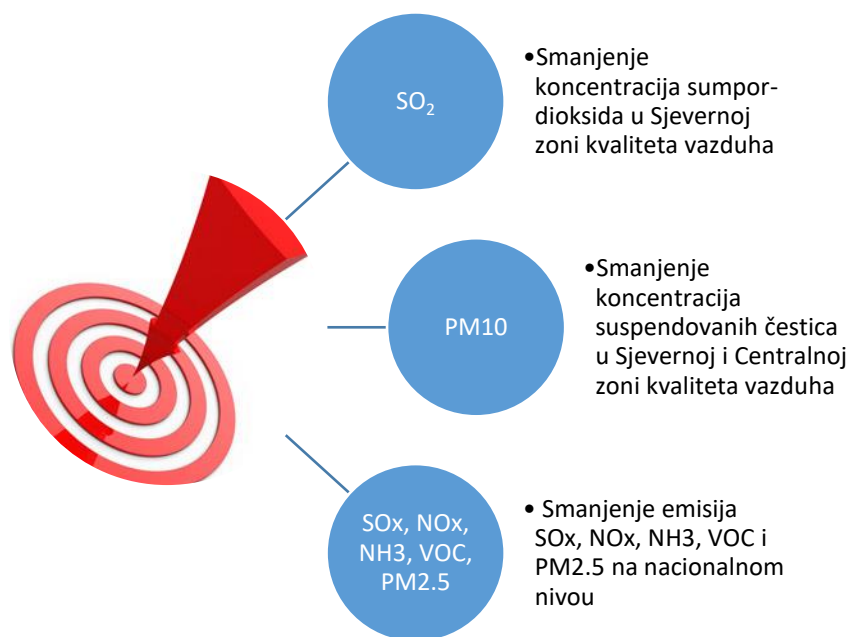 SO₂
•Smanjenje
koncentracija sumpor-
dioksida u Sjevernoj
zoni kvaliteta vazduha
PM10
•Smanjenje
koncentracija
suspendovanih čestica
u Sjevernoj i Centralnoj
zoni kvaliteta vazduha
SOx, NOx,
NH3, VOC,
PM2.5
• Smanjenje emisija
SOx, NOx, NH3, VOC i
PM2.5 na nacionalnom
nivou